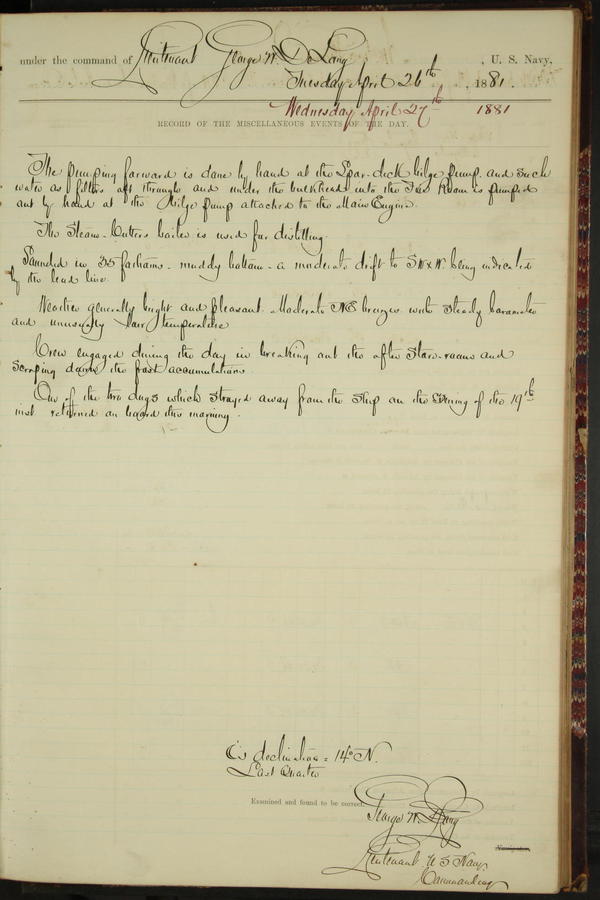 under the command of Lieutenant George W. De Long, U. S. Navy,
Tuesday April 26th, 1881.
Wednesday April 27th 1881
RECORD OF THE MISCELLANEOUS EVENTS OF THE DAY.
The pumping forward is done by hand at the Spar-deck bilge pump, and such
water as filters aft through and under the bulkhead into the Fire Room is pumped
out by hand at the Bilge pump attached to the Main Engine.
The Steam-Cutters boiler is used for distilling.
Sounded in 35 fathoms - muddy bottom - a moderate drift to SW x W. being indicated
by the lead line.
Weather generally bright and pleasant. Moderate NE breezes with steady barometer
and unusually fair temperature
Crew engaged during the day in breaking out the after Store-rooms and
scraping down the frost accumulations.
One of the two dogs which strayed away from the Ship on the Evening of the 19th
inst returned on board this morning.
☾'s declination = 14° N.
Last Quarter
Examined and found to be correct.
George W. De Long
Navigator.
Lieutenant U S Navy
Commanding